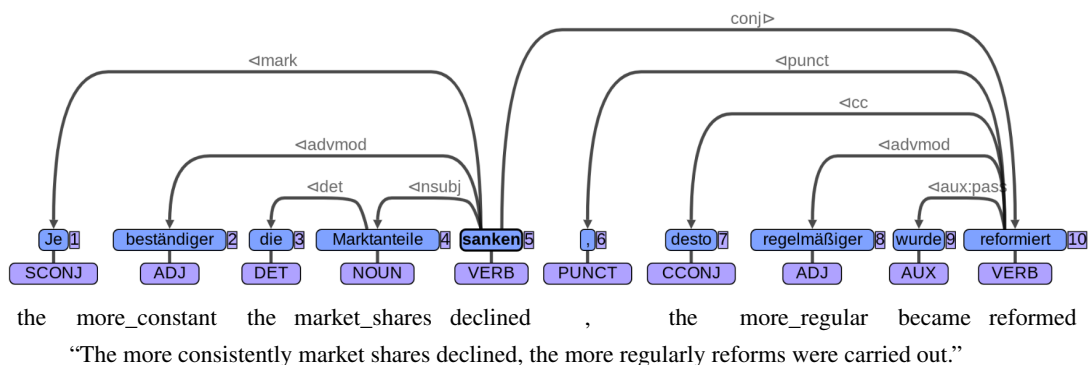 conj⊳
⊲mark ⊲punct
⊲cc
⊲advmod ⊲advmod
⊲det ⊲nsubj ⊲aux:pass
Je 1 beständiger 2 die 3 Marktanteile 4 sanken 5 , 6 desto 7 regelmäßiger 8 wurde 9 reformiert 10
SCONJ ADJ DET NOUN VERB PUNCT CCONJ ADJ AUX VERB
the more_constant the market_shares declined , the more_regular became reformed
“The more consistently market shares declined, the more regularly reforms were carried out.”